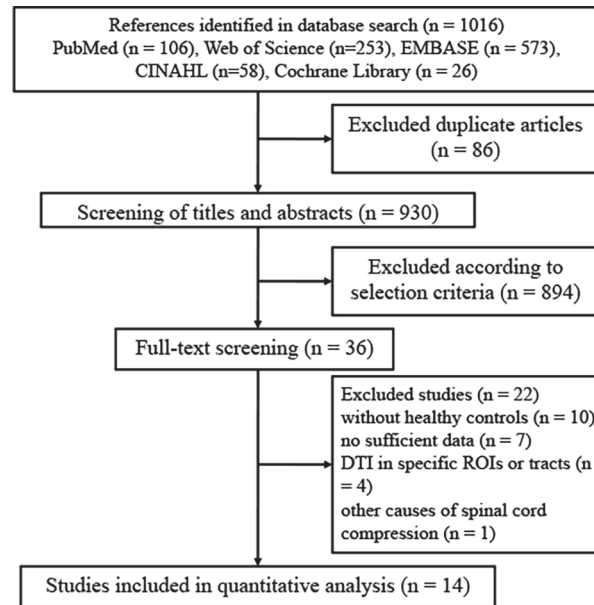 References identified in database search (n = 1016)
PubMed (n = 106), Web of Science (n=253), EMBASE (n = 573),
CINAHL (n=58), Cochrane Library (n = 26)
Excluded duplicate articles
(n = 86)
Screening of titles and abstracts (n = 930)
Excluded according to
selection criteria (n = 894)
Full-text screening (n = 36)
Excluded studies (n = 22)
without healthy controls (n = 10)
no sufficient data (n = 7)
DTI in specific ROIs or tracts (n
= 4)
other causes of spinal cord
compression (n = 1)
Studies included in quantitative analysis (n = 14)